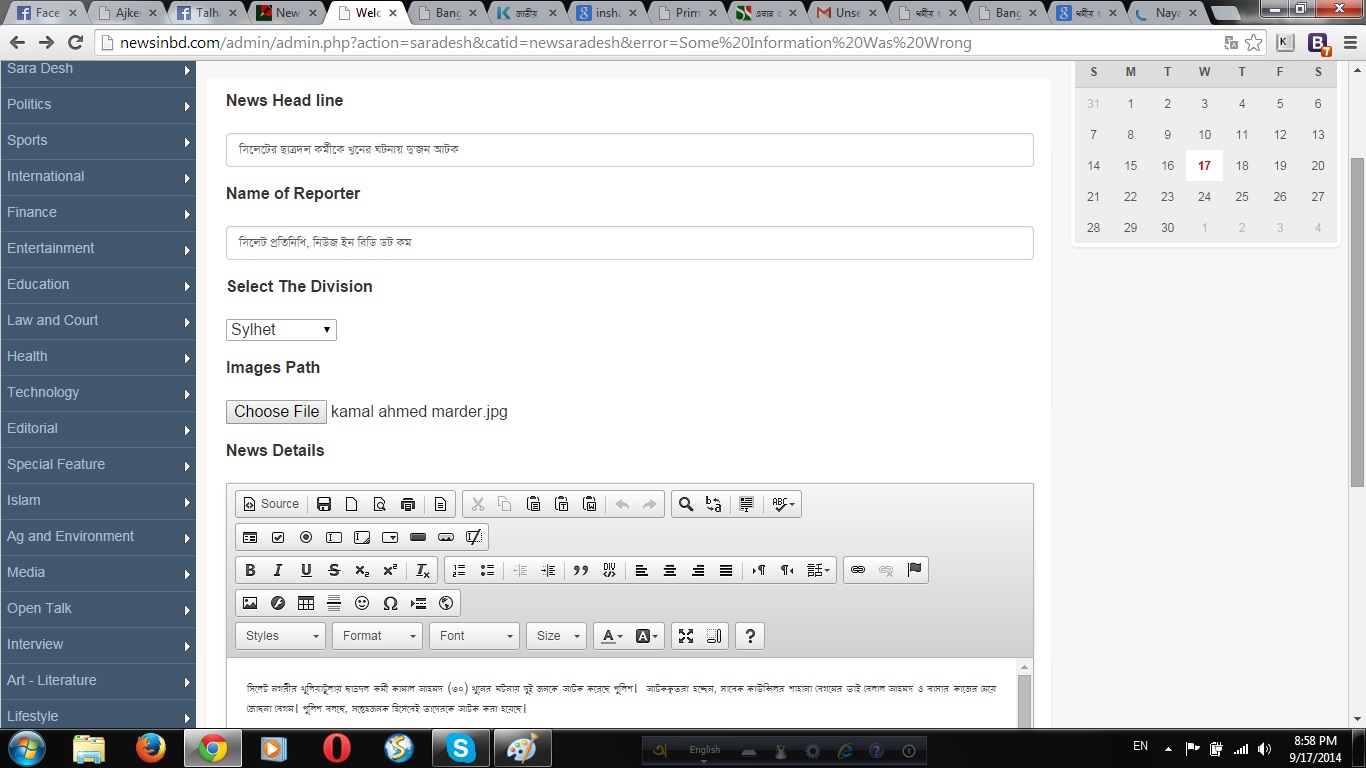 Face
Ajke
Talha
New
Welc
Bang
জাতীয়
insha
Prim
এবার
Unse
ধর্মীয়
Bang
ধর্মীয়
Naya
newsinbd.com/admin/admin.php?action=saradesh&catid=newsaradesh&error=Some%20Information%20Was%20Wrong
Sara Desh
Politics
Sports
International
Finance
Entertainment
Education
Law and Court
Health
Technology
Editorial
Special Feature
Islam
Ag and Environment
Media
Open Talk
Interview
Art - Literature
Lifestyle
News Head line
সিলেটের ছাত্রদল কর্মীকে খুনের ঘটনায় দু'জন আটক
Name of Reporter
সিলেট প্রতিনিধি, নিউজ ইন বিডি ডট কম
Select The Division
Sylhet
Images Path
Choose File kamal ahmed marder.jpg
News Details
Source
Styles Format Font Size
সিলেট নগরীর খুলিয়াটুলায় ছাত্রদল কর্মী কামাল আহমদ (৩০) খুনের ঘটনায় দুই জনকে আটক করেছে পুলিশ। আটককৃতরা হচ্ছেন, সাবেক কাউন্সিলর শাহানা বেগমের ভাই বেলাল আহমদ ও বাসার কাজের মেয়ে
জোছনা বেগম। পুলিশ বলছে, সন্দেহজনক হিসেবেই তাদেরকে আটক করা হয়েছে।
S M T W T F S
31 1 2 3 4 5 6
7 8 9 10 11 12 13
14 15 16 17 18 19 20
21 22 23 24 25 26 27
28 29 30 1 2 3 4
English
EN
8:58 PM
9/17/2014